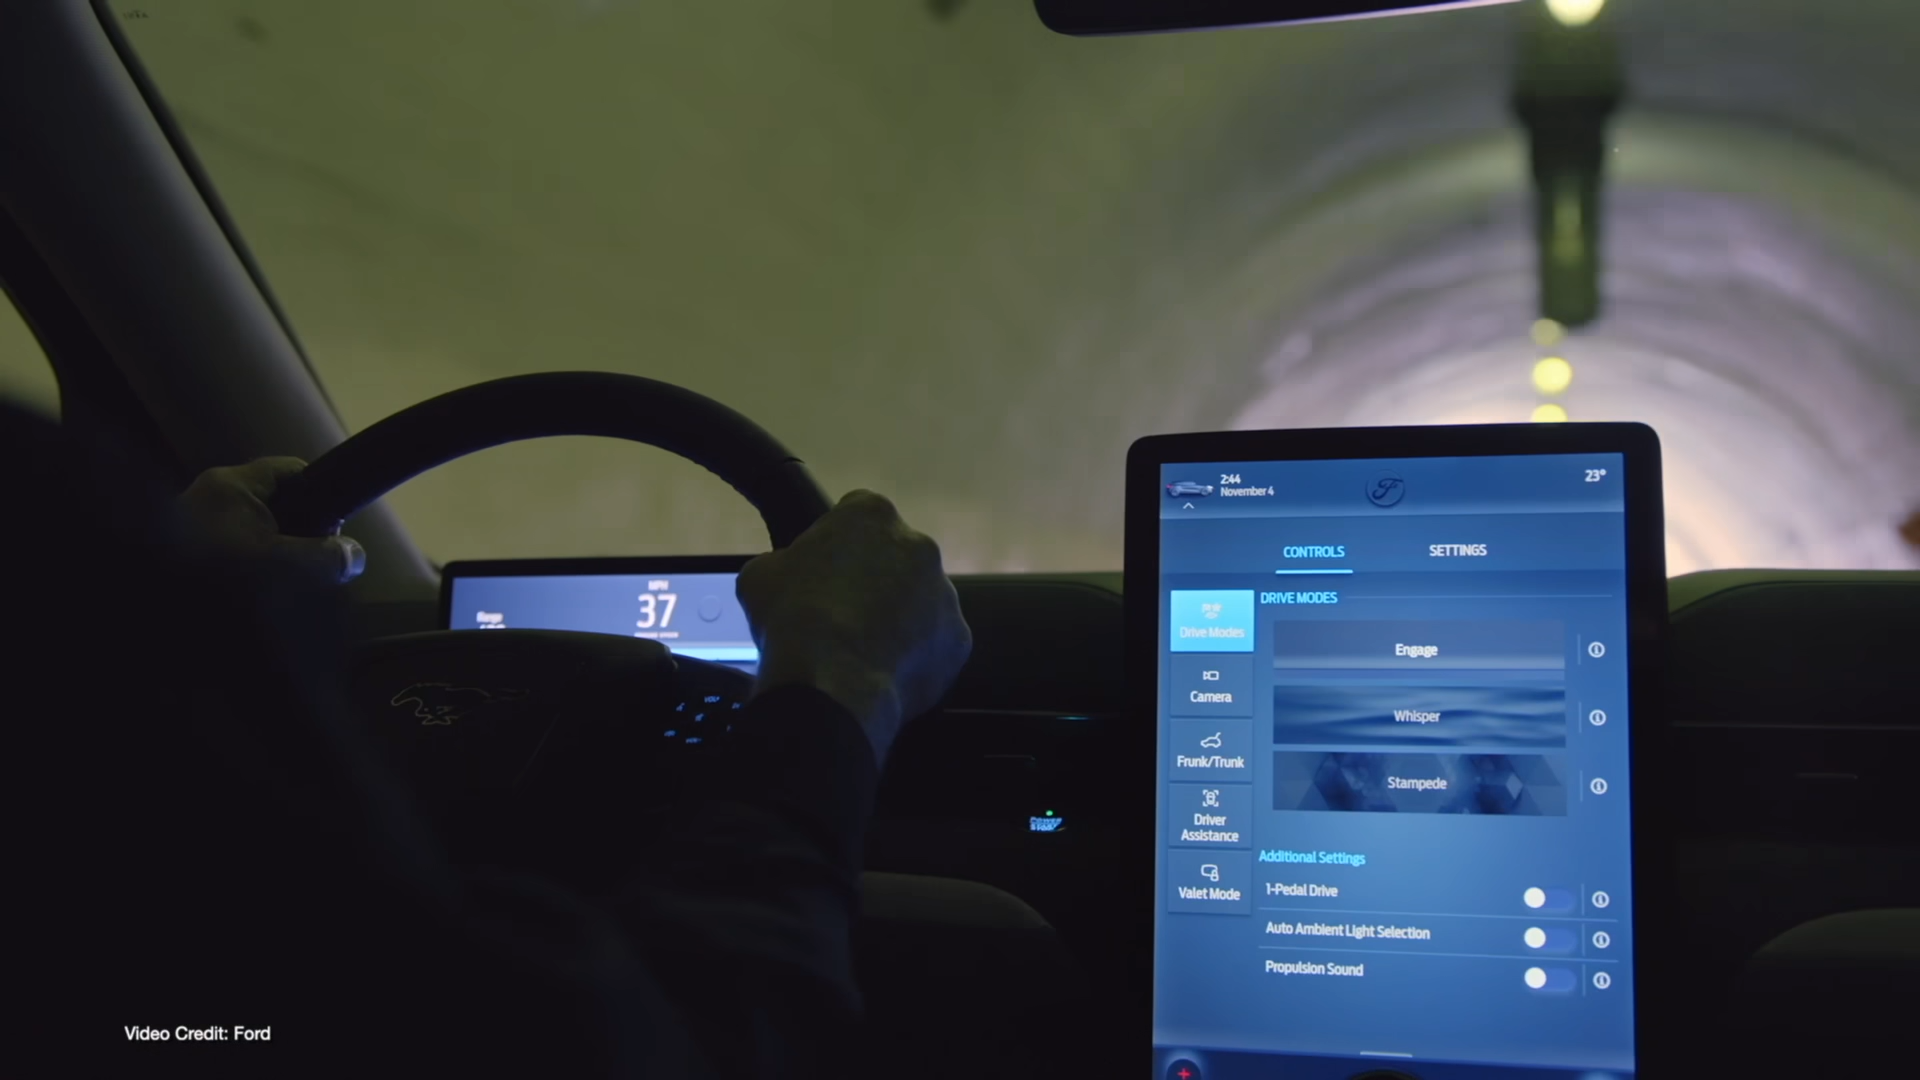 MPH
37
Range
2:44
November 4
23°
CONTROLS
SETTINGS
DRIVE MODES
Drive Modes
Engage
Camera
Whisper
Frunk/Trunk
Stampede
Driver
Assistance
Valet Mode
Additional Settings
1-Pedal Drive
Auto Ambient Light Selection
Propulsion Sound
Video Credit: Ford